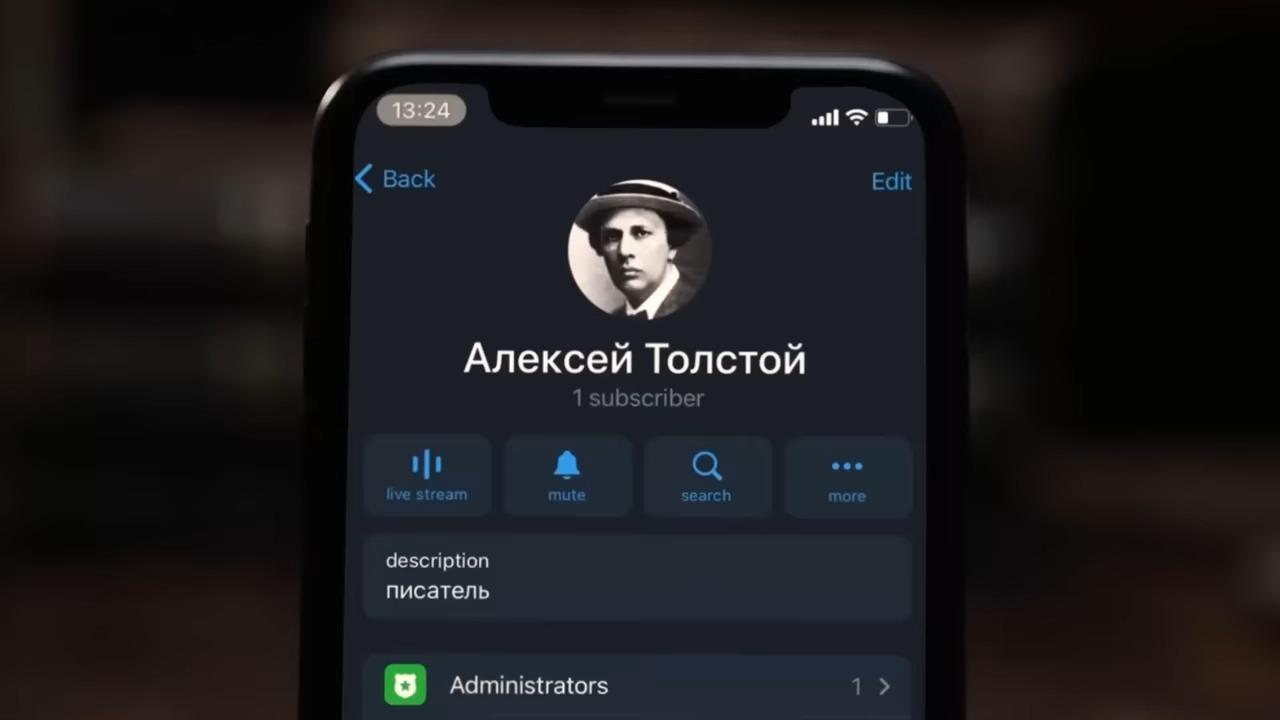 13:24
Back
Edit
Алексей Толстой
1 subscriber
live stream
mute
search
more
description
писатель
Administrators
1